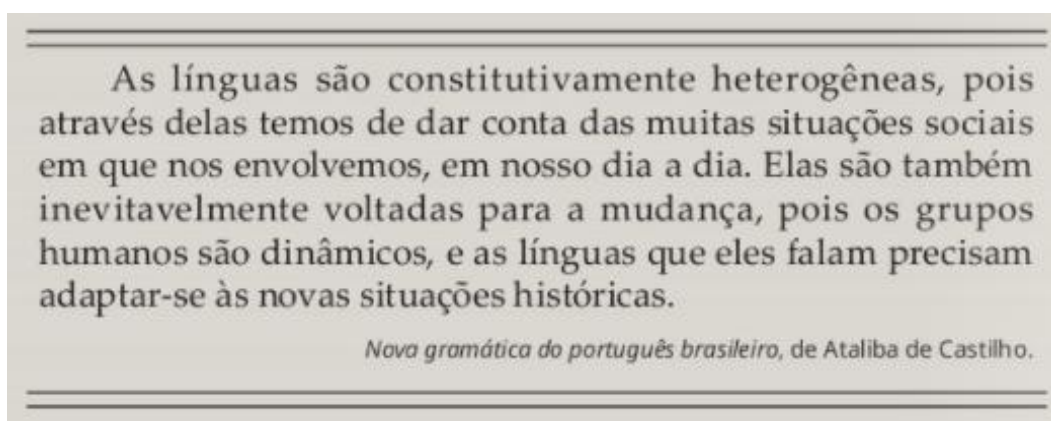 As línguas são constitutivamente heterogêneas, pois
através delas temos de dar conta das muitas situações sociais
em que nos envolvemos, em nosso dia a dia. Elas são também
inevitavelmente voltadas para a mudança, pois os grupos
humanos são dinâmicos, e as línguas que eles falam precisam
adaptar-se às novas situações históricas.
Nova gramática do português brasileiro, de Ataliba de Castilho.